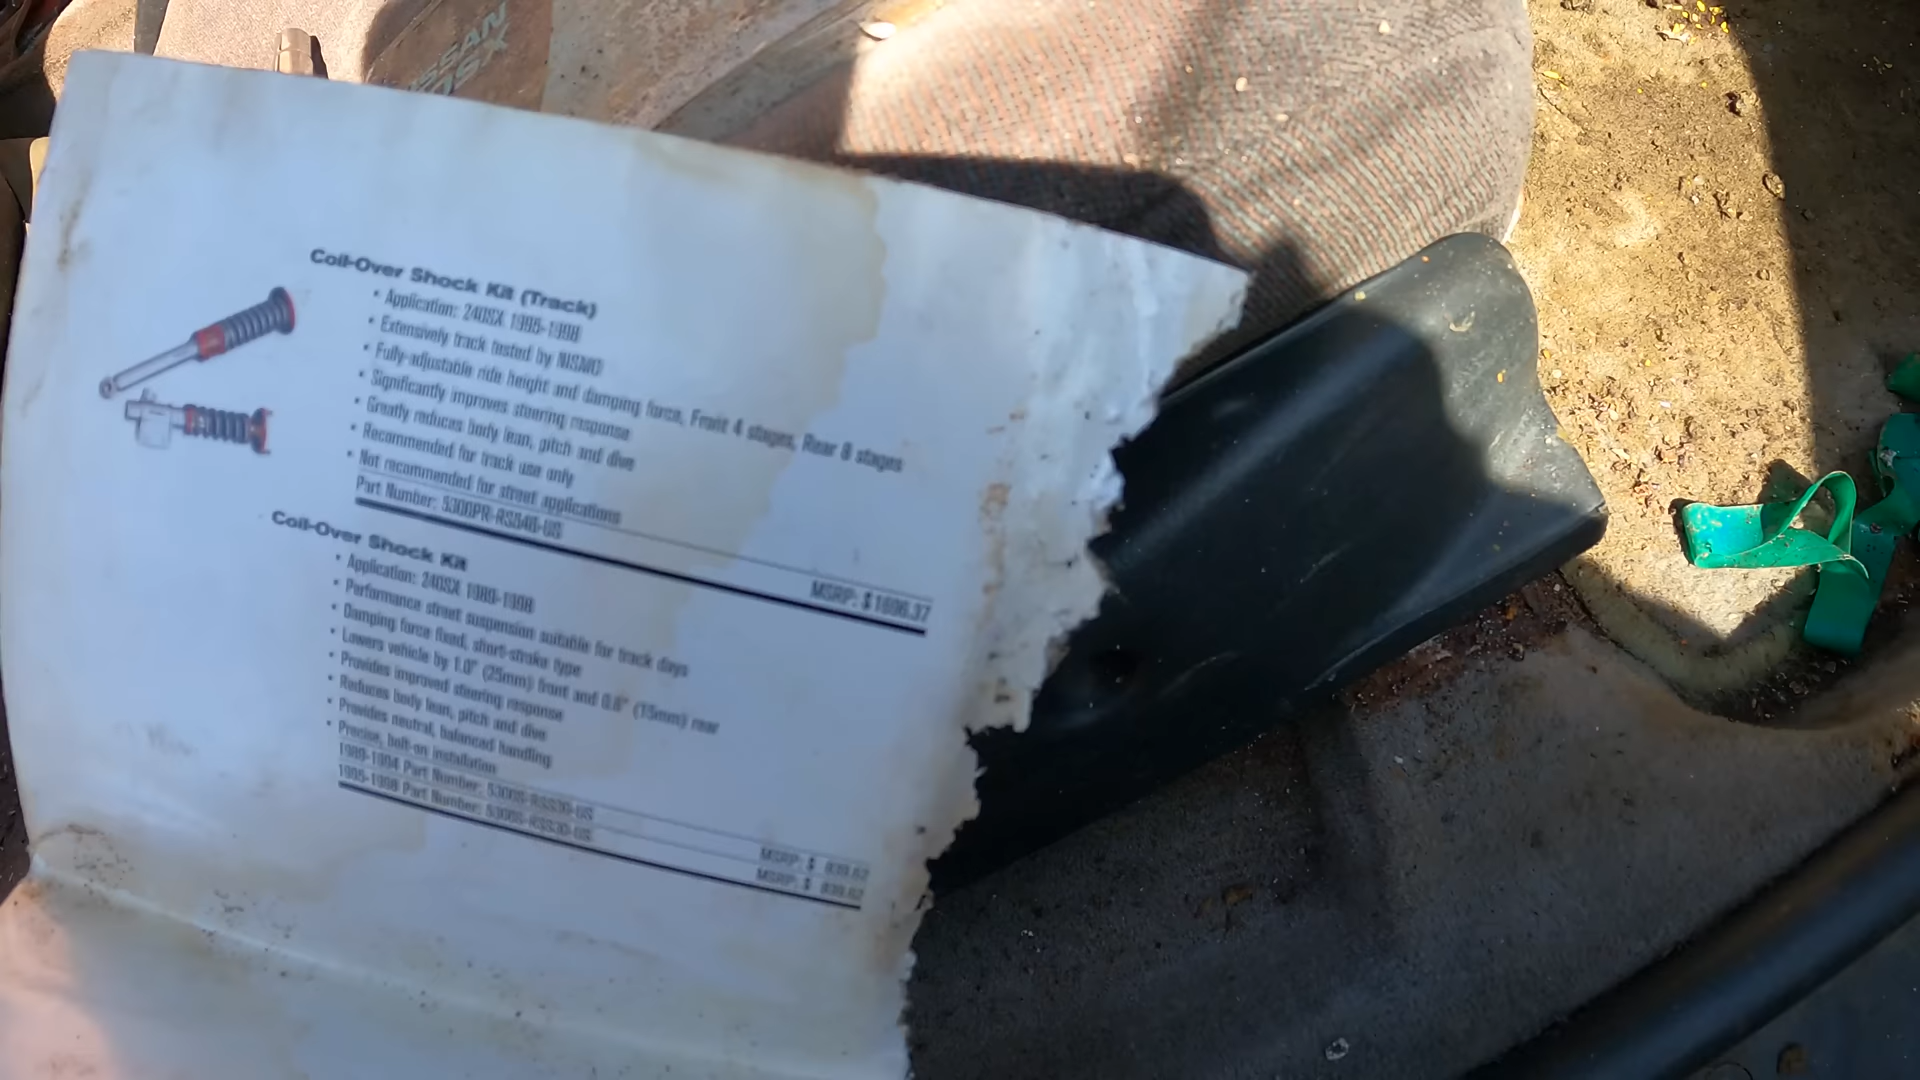 ISSAN
0SX
Coil-Over Shock Kit (Track)
• Application: 240SX 1995-1998
• Extensively track tested by NISMO
• Fully-adjustable ride height and damping force, Front 4 stages, Rear 8 stages
• Significantly improves steering response
• Greatly reduces body lean, pitch and dive
• Recommended for track use only
• Not recommended for street applications
Part Number:
MSRP: $
Coil-Over Shock Kit
• Application: 240SX 1989-1998
• Performance street suspension suitable for track days
• Damping force fixed, short-stroke type
• Lowers vehicle by 1.0" (25mm) front and 0.6" (15mm) rear
• Provides improved steering response
• Reduces body lean, pitch and dive
• Provides neutral, balanced handling
• Precise, bolt-on installation
1989-1994 Part Number: MSRP: $
1995-1998 Part Number: MSRP: $